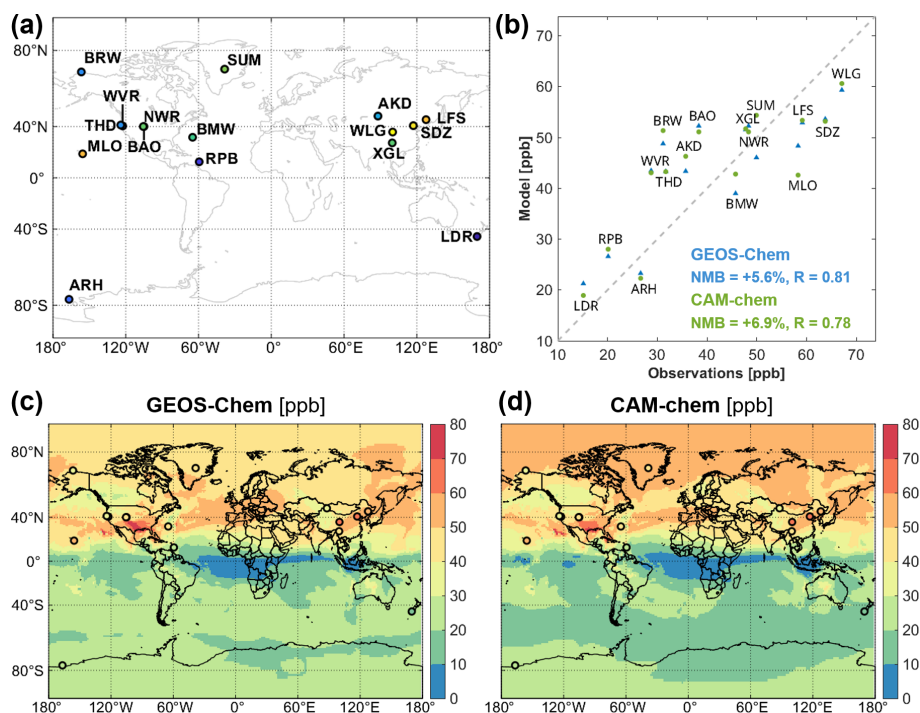 (a)
80°N
40°N
0°
40°S
80°S
180°
120°W
60°W
0°
60°E
120°E
180°
BRW
SUM
WVR
THD
NWR
BAO
MLO
BMW
RPB
AKD
LFS
WLG
SDZ
XGL
LDR
ARH
(b)
Model [ppb]
70
60
50
40
30
20
10
10
20
30
40
50
60
70
Observations [ppb]
WLG
SUM
LFS
BRW
BAO
XGL
SDZ
NWR
AKD
WVR
THD
MLO
BMW
RPB
ARH
LDR
GEOS-Chem
NMB = +5.6%, R = 0.81
CAM-chem
NMB = +6.9%, R = 0.78
(c)
GEOS-Chem [ppb]
80°N
40°N
0°
40°S
80°S
180°
120°W
60°W
0°
60°E
120°E
180°
80
70
60
50
40
30
20
10
0
(d)
CAM-chem [ppb]
80°N
40°N
0°
40°S
80°S
180°
120°W
60°W
0°
60°E
120°E
180°
80
70
60
50
40
30
20
10
0